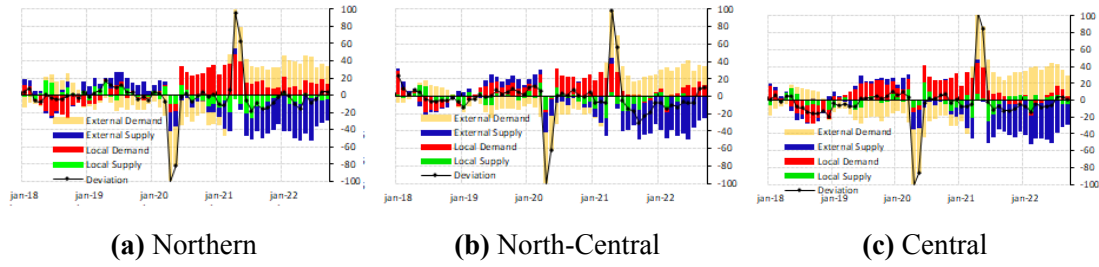 100
80
60
40
20
0
-20
-40
-60
-80
-100
External Demand
External Supply
Local Demand
Local Supply
Deviation
jan-18 jan-19 jan-20 jan-21 jan-22
(a) Northern
100
80
60
40
20
0
-20
-40
-60
-80
-100
External Demand
External Supply
Local Demand
Local Supply
Deviation
jan-18 jan-19 jan-20 jan-21 jan-22
(b) North-Central
100
80
60
40
20
0
-20
-40
-60
-80
-100
External Demand
External Supply
Local Demand
Local Supply
Deviation
jan-18 jan-19 jan-20 jan-21 jan-22
(c) Central